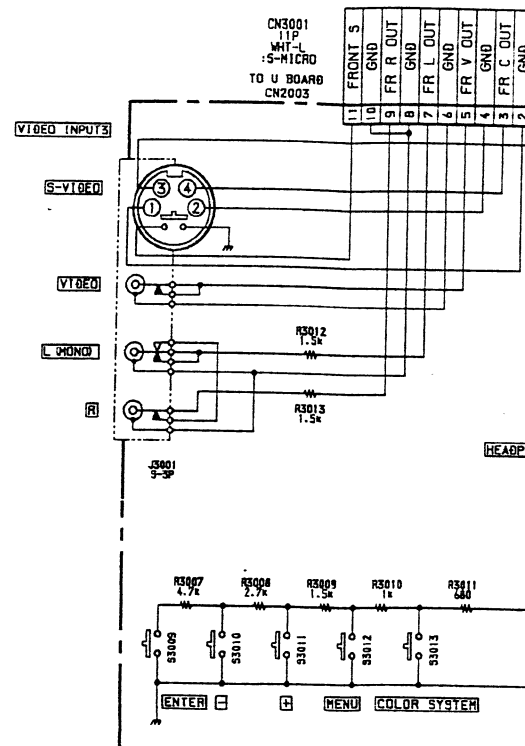 CN3001
11P
WHT-L
:S-MICRO
TO U BOARD
CN2003
11 FRONT S
10 GND
9 FR R OUT
8 GND
7 FR L OUT
6 GND
5 FR V OUT
4 GND
3 FR C OUT
2 GND
VIDEO INPUT3
S-VIDEO
3 4
1 2
VIDEO
L (MONO)
R3012
1.5k
R
R3013
1.5k
J3001
9-3P
HEADP
R3007
4.7k
R3008
2.7k
R3009
1.5k
R3010
1k
R3011
680
S3009
S3010
S3011
S3012
S3013
ENTER
-
+
MENU
COLOR SYSTEM